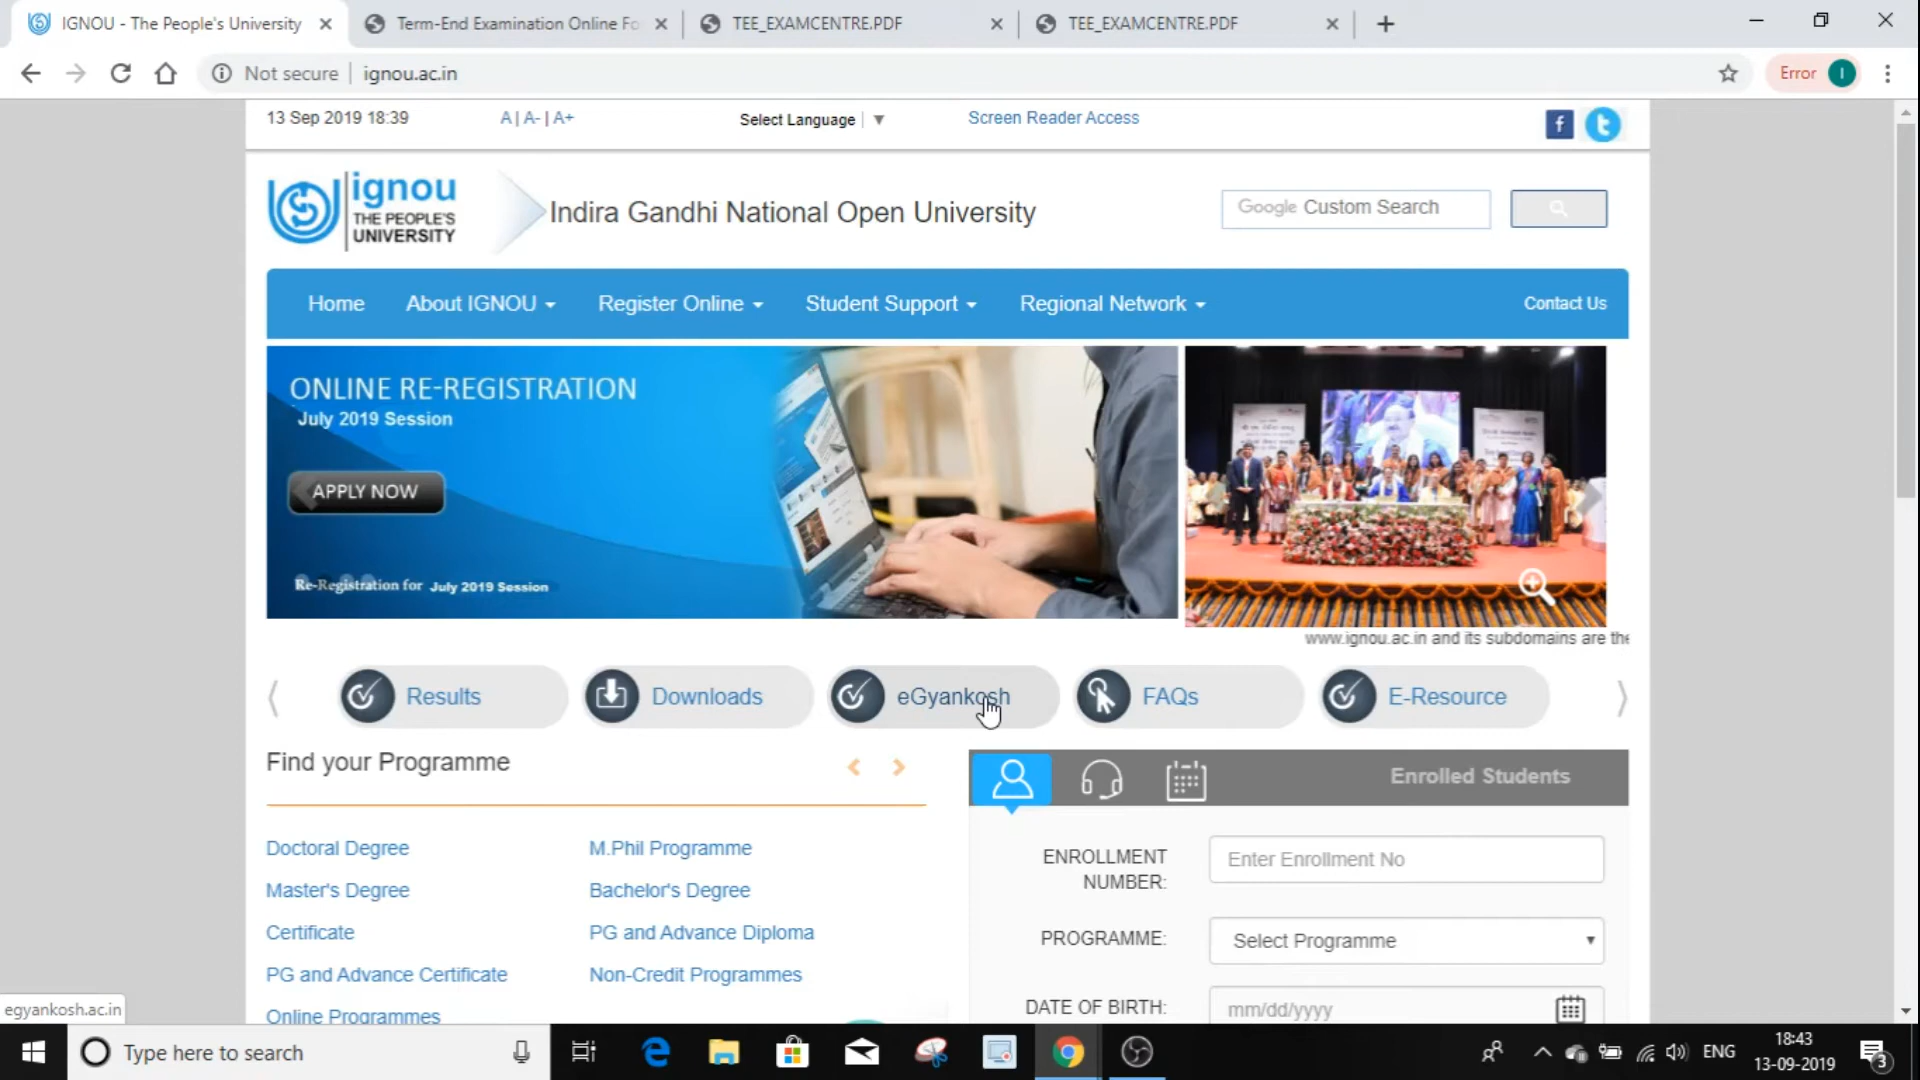 IGNOU - The People's University
Term-End Examination Online Fo
TEE_EXAMCENTRE.PDF
TEE_EXAMCENTRE.PDF
Not secure | ignou.ac.in
Error I
13 Sep 2019 18:39
A | A- | A+
Select Language ▼
Screen Reader Access
ignou
THE PEOPLE'S
UNIVERSITY
Indira Gandhi National Open University
Google Custom Search
Home
About IGNOU
Register Online
Student Support
Regional Network
Contact Us
ONLINE RE-REGISTRATION
July 2019 Session
APPLY NOW
Re-Registration for July 2019 Session
www.ignou.ac.in and its subdomains are the
Results
Downloads
eGyankosh
FAQs
E-Resource
Find your Programme
Doctoral Degree
M.Phil Programme
Master's Degree
Bachelor's Degree
Certificate
PG and Advance Diploma
PG and Advance Certificate
Non-Credit Programmes
Online Programmes
Enrolled Students
ENROLLMENT
NUMBER:
Enter Enrollment No
PROGRAMME:
Select Programme
DATE OF BIRTH:
mm/dd/yyyy
egyankosh.ac.in
Type here to search
ENG
18:43
13-09-2019
3